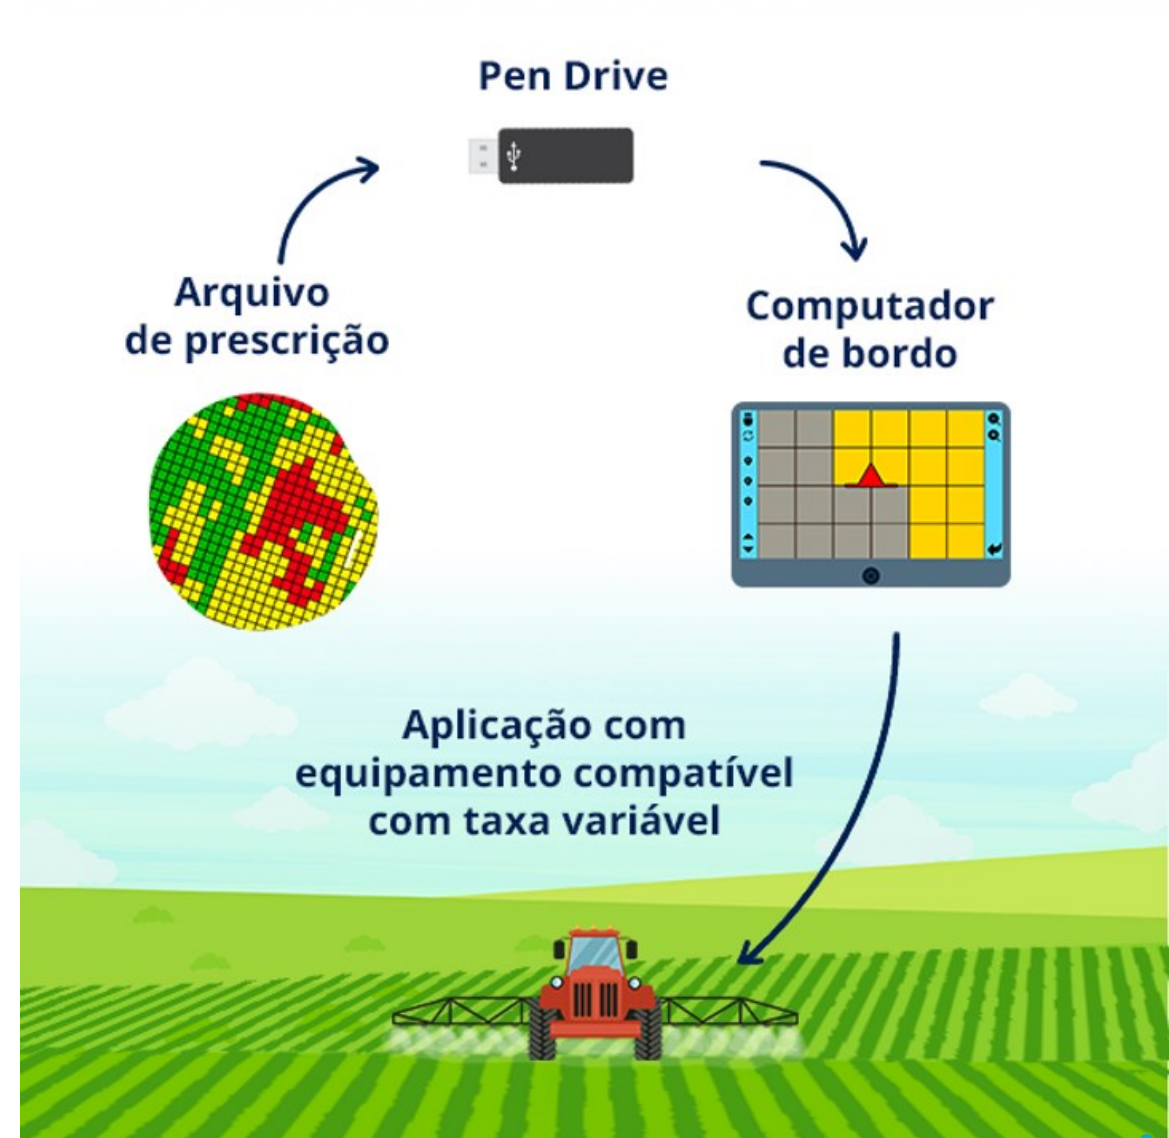 Pen Drive
Arquivo
de prescrição
Computador
de bordo
Aplicação com
equipamento compatível
com taxa variável